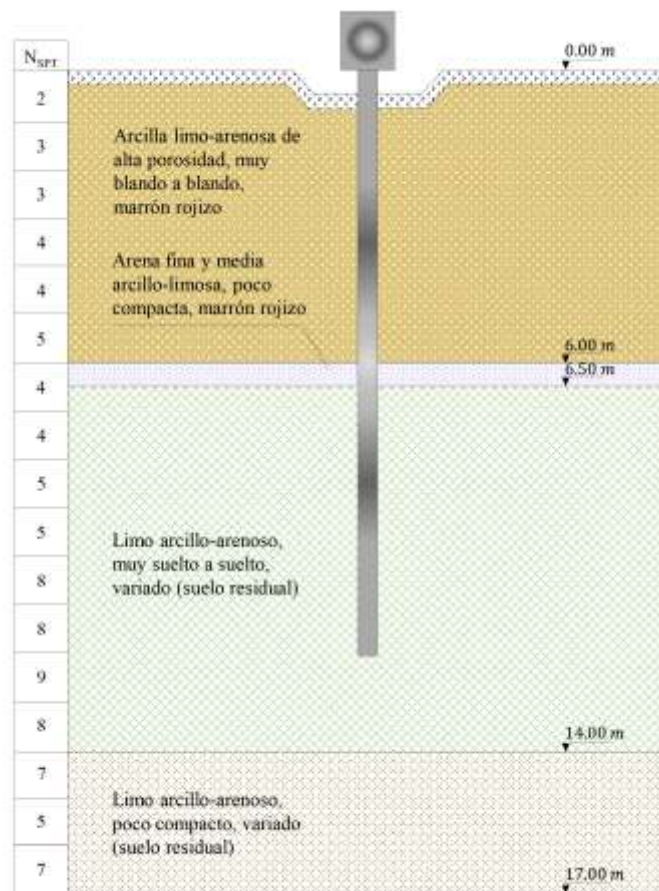 N_SPT
0.00 m
2
3
3
4
4
5
4
4
5
5
8
8
9
8
7
5
7
Arcilla limo-arenosa de
alta porosidad, muy
blando a blando,
marrón rojizo
Arena fina y media
arcillo-limosa, poco
compacta, marrón rojizo
6.00 m
6.50 m
Limo arcillo-arenoso,
muy suelto a suelto,
variado (suelo residual)
14.00 m
Limo arcillo-arenoso,
poco compacto, variado
(suelo residual)
17.00 m